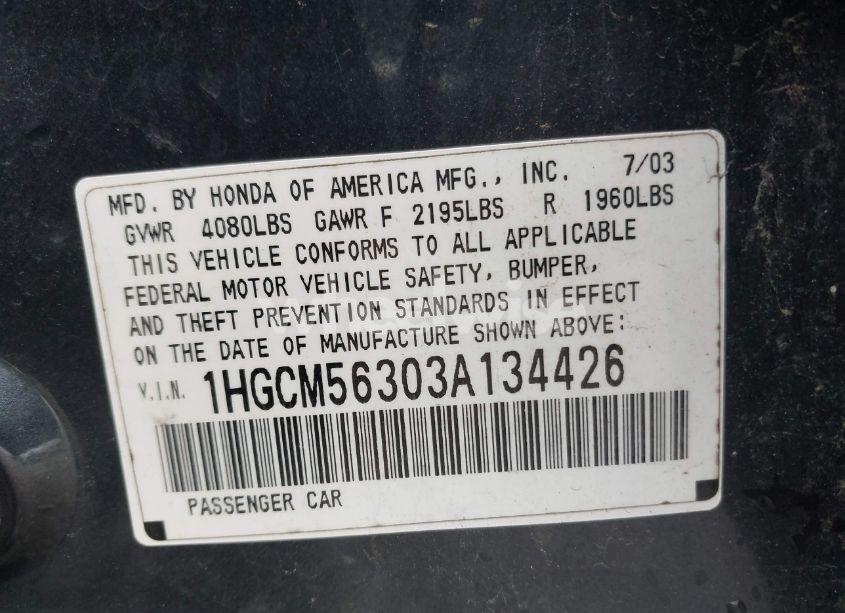 MFD. BY HONDA OF AMERICA MFG., INC. 7/03
GVWR 4080LBS GAWR F 2195LBS R 1960LBS
THIS VEHICLE CONFORMS TO ALL APPLICABLE
FEDERAL MOTOR VEHICLE SAFETY, BUMPER,
AND THEFT PREVENTION STANDARDS IN EFFECT
ON THE DATE OF MANUFACTURE SHOWN ABOVE:
V.I.N. 1HGCM56303A134426
PASSENGER CAR